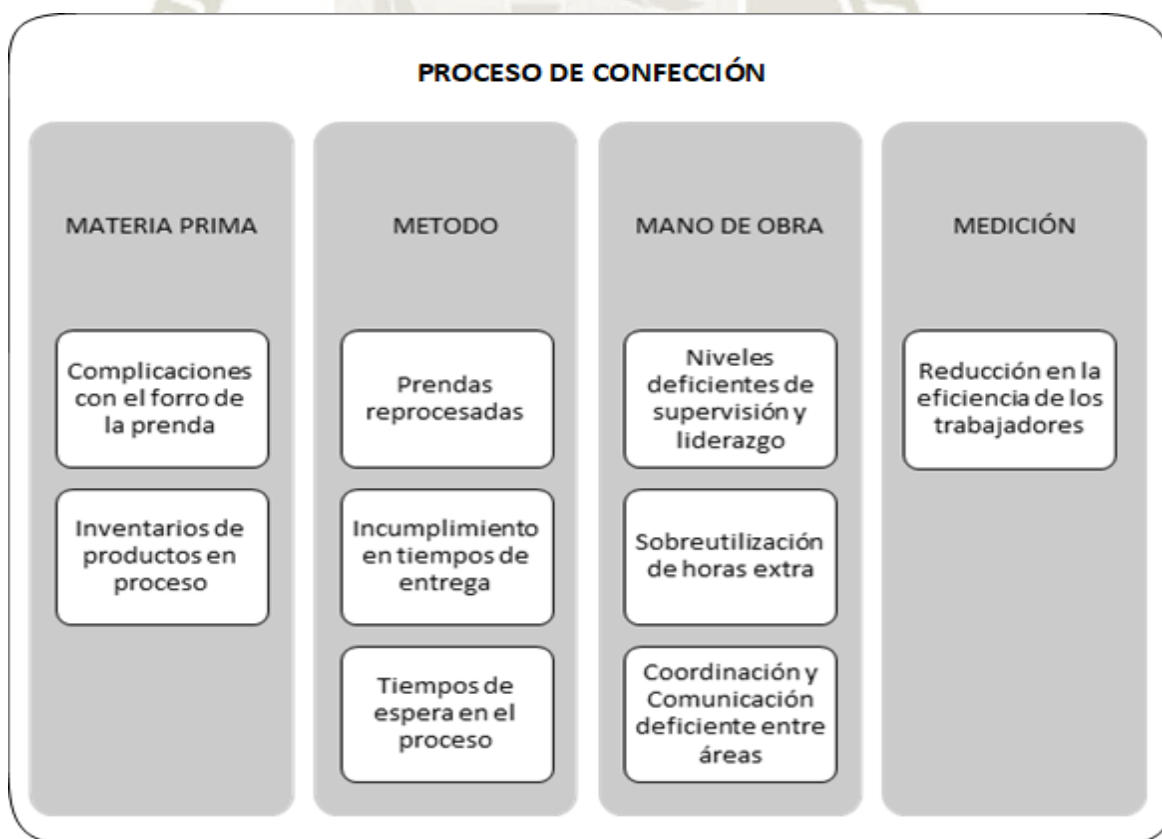 PROCESO DE CONFECCIÓN
MATERIA PRIMA
Complicaciones
con el forro de
la prenda
Inventarios de
productos en
proceso
METODO
Prendas
reprocesadas
Incumplimiento
en tiempos de
entrega
Tiempos de
espera en el
proceso
MANO DE OBRA
Niveles
deficientes de
supervisión y
liderazgo
Sobreutilización
de horas extra
Coordinación y
Comunicación
deficiente entre
áreas
MEDICIÓN
Reducción en la
eficiencia de los
trabajadores